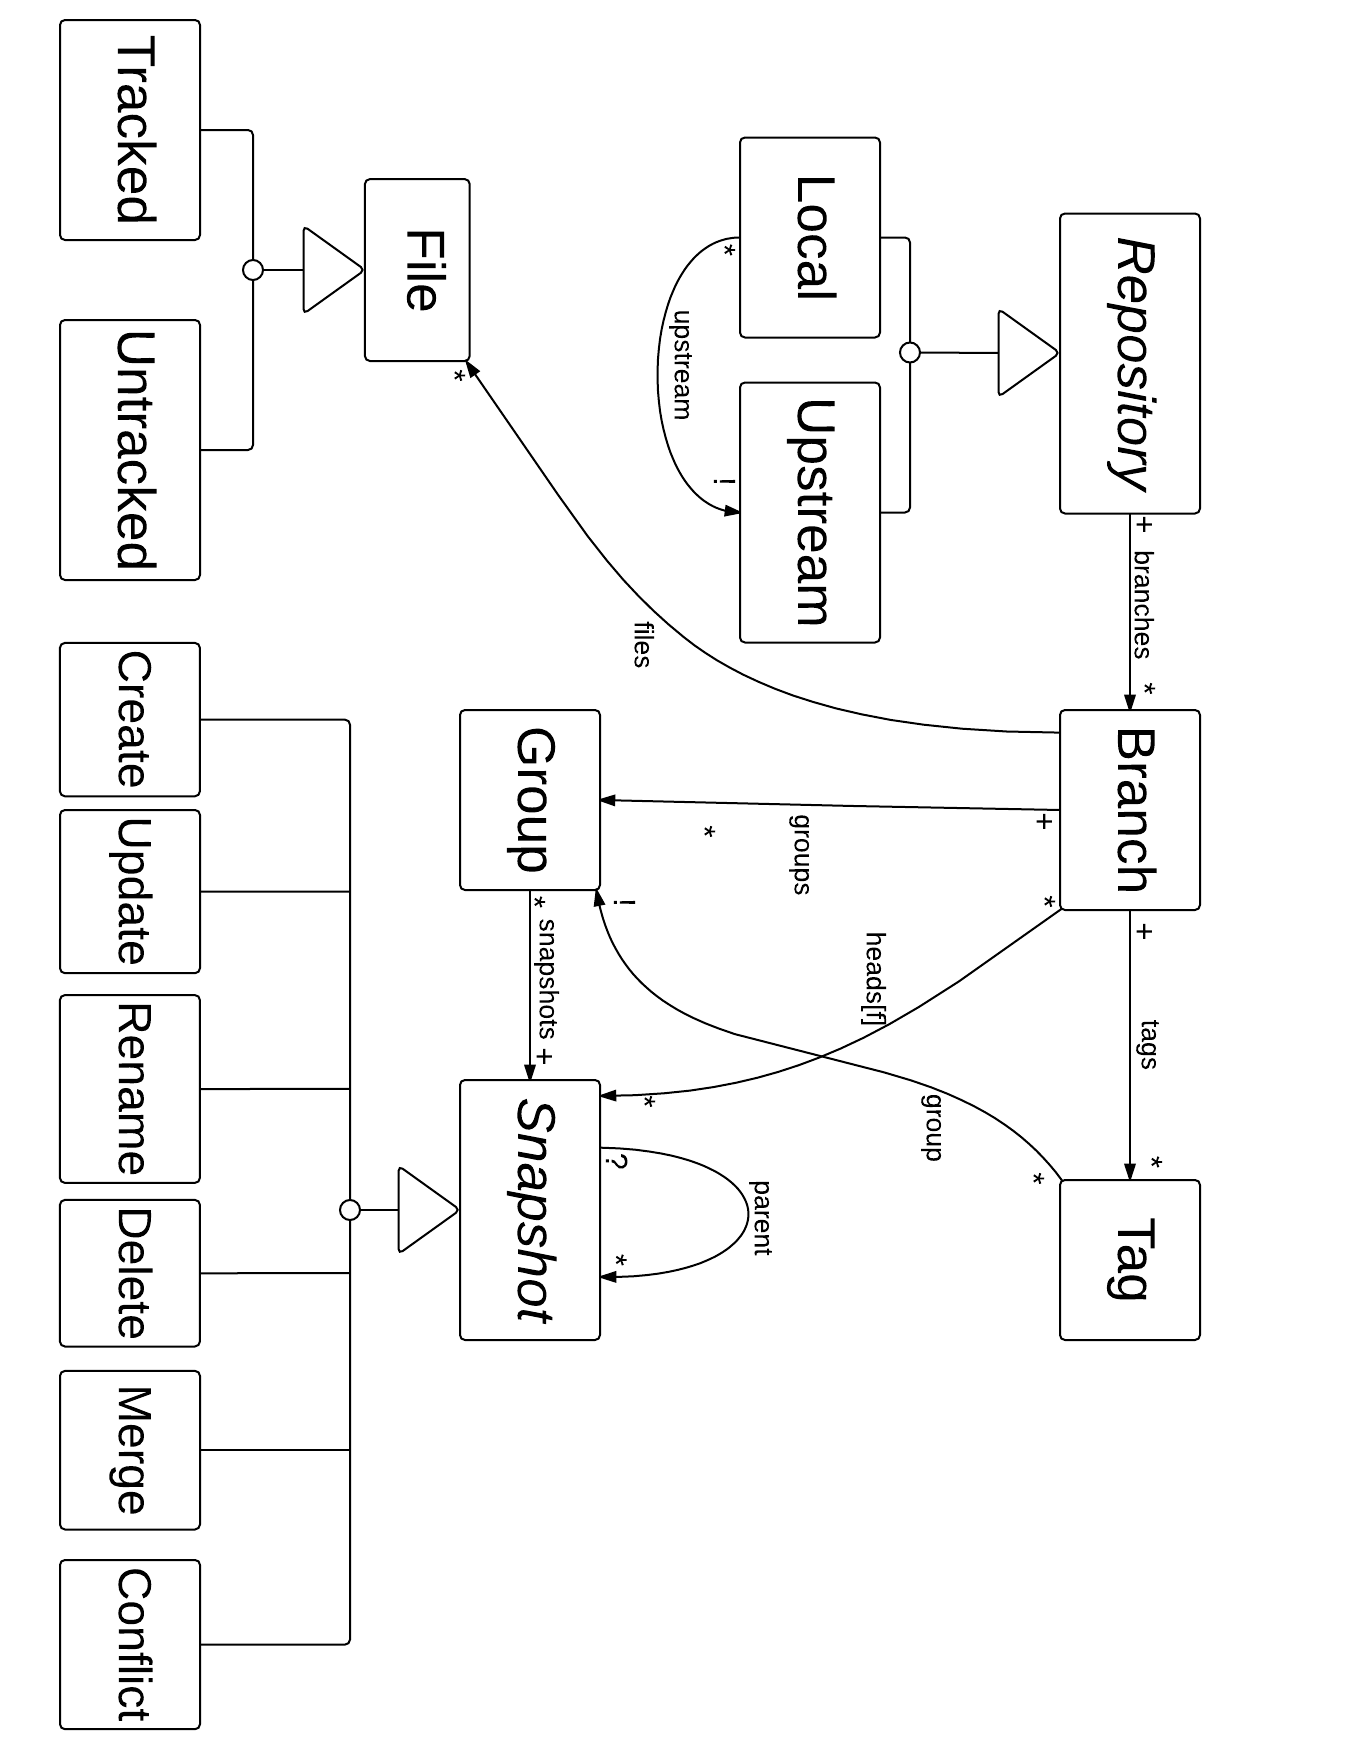 Repository
+ branches *
Branch
+ tags *
Tag
Local
Upstream
* upstream !
files
*
+
groups
*
*
heads[f]
*
*
group
!
File
Group
* snapshots +
Snapshot
? parent *
Tracked
Untracked
Create
Update
Rename
Delete
Merge
Conflict